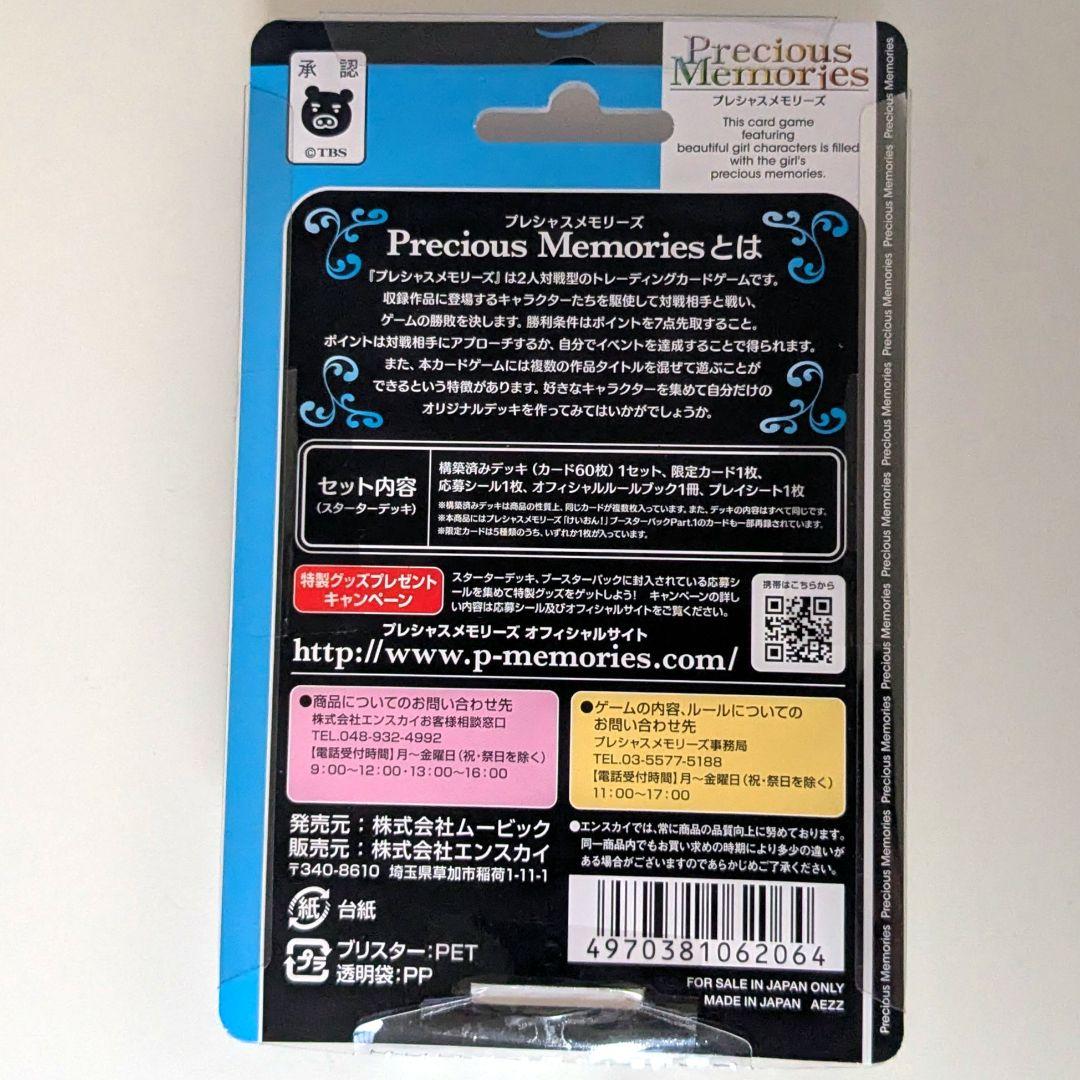 承認
©TBS
Precious
Memories
プレシャスメモリーズ
This card game
featuring
beautiful girl characters is filled
with the girl's
precious memories.
プレシャスメモリーズ
Precious Memoriesとは
『プレシャスメモリーズ』は2人対戦型のトレーディングカードゲームです。
収録作品に登場するキャラクターたちを駆使して対戦相手と戦い、
ゲームの勝敗を決します。勝利条件はポイントを7点先取すること。
ポイントは対戦相手にアプローチするか、自分でイベントを達成することで得られます。
また、本カードゲームには複数の作品タイトルを混ぜて遊ぶことが
できるという特徴があります。好きなキャラクターを集めて自分だけの
オリジナルデッキを作ってみてはいかがでしょうか。
セット内容
(スターターデッキ)
構築済みデッキ(カード60枚)1セット、限定カード1枚、
応募シール1枚、オフィシャルルールブック1冊、プレイシート1枚
※構築済みデッキは商品の性質上、同じカードが複数枚入っています。また、デッキの内容はすべて同じです。
※本商品にはプレシャスメモリーズ「けいおん!」ブースターパックPart.1のカードも一部再録されています。
※限定カードは5種類のうち、いずれか1枚が入っています。
特製グッズプレゼント
キャンペーン
スターターデッキ、ブースターパックに封入されている応募シ
ールを集めて特製グッズをゲットしよう! キャンペーンの詳し
い内容は応募シール及びオフィシャルサイトをご覧ください。
携帯はこちらから
プレシャスメモリーズ オフィシャルサイト
http://www.p-memories.com/
●商品についてのお問い合わせ先
株式会社エンスカイお客様相談窓口
TEL.048-932-4992
【電話受付時間】月〜金曜日(祝・祭日を除く)
9:00〜12:00・13:00〜16:00
●ゲームの内容、ルールについての
お問い合わせ先
プレシャスメモリーズ事務局
TEL.03-5577-5188
【電話受付時間】月〜金曜日(祝・祭日を除く)
11:00〜17:00
発売元:株式会社ムービック
販売元:株式会社エンスカイ
〒340-8610 埼玉県草加市稲荷1-11-1
●エンスカイでは、常に商品の品質向上に努めております。
同一商品内でもお買い求めの時期により多少の違いが
ある場合がございますのであらかじめご了承ください。
紙 台紙
プラ ブリスター:PET
透明袋:PP
4970381062064
FOR SALE IN JAPAN ONLY
MADE IN JAPAN AEZZ
Precious Memories Precious Memories Precious Memories Precious Memories Precious Memories Precious Memories Precious Memories Precious Memories Precious Memories